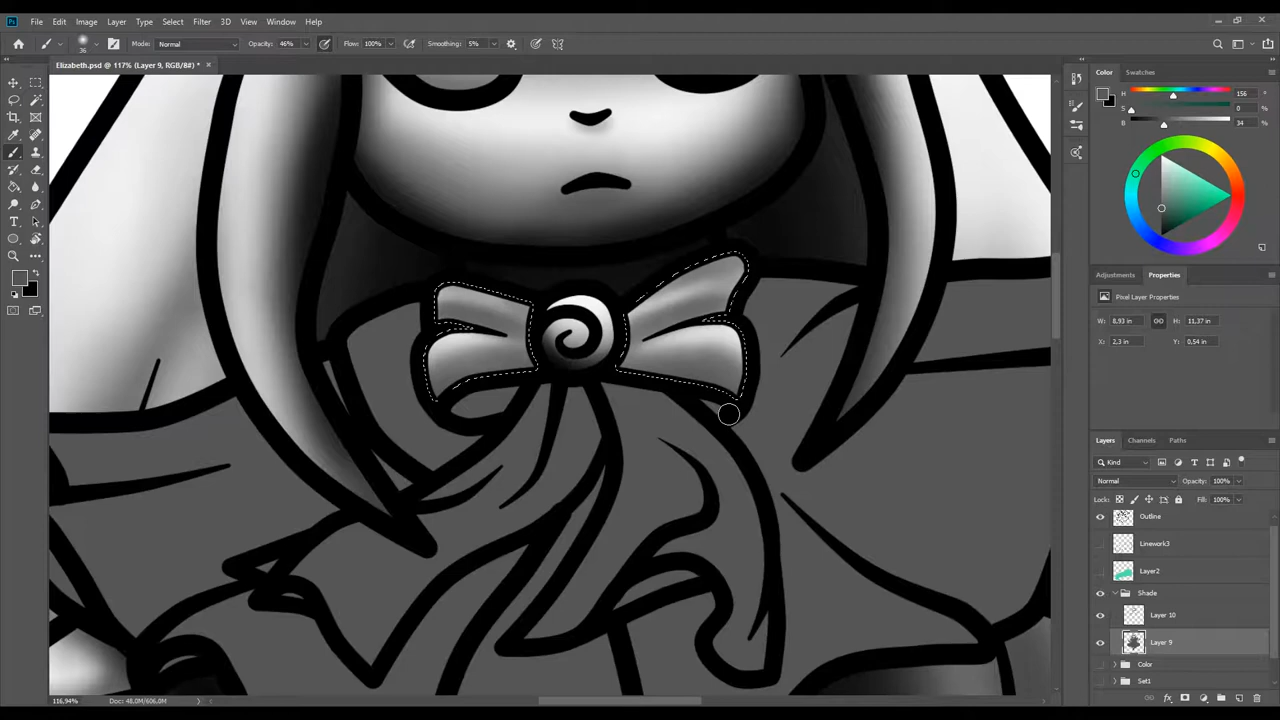 Ps File Edit Image Layer Type Select Filter 3D View Window Help
36 Mode: Normal Opacity: 46% Flow: 100% Smoothing: 5%
Elizabeth.psd @ 117% (Layer 9, RGB/8#) * ×
Color Swatches
H 156 °
S 0 %
B 34 %
Adjustments Properties
Pixel Layer Properties
W: 8,93 in H: 11,37 in
X: 2,3 in Y: 0,54 in
Layers Channels Paths
Kind
Normal Opacity: 100%
Lock: Fill: 100%
Outline
Linework3
Layer2
Shade
Layer 10
Layer 9
Color
Set1
116,94% Doc: 48.0M/606.0M
fx